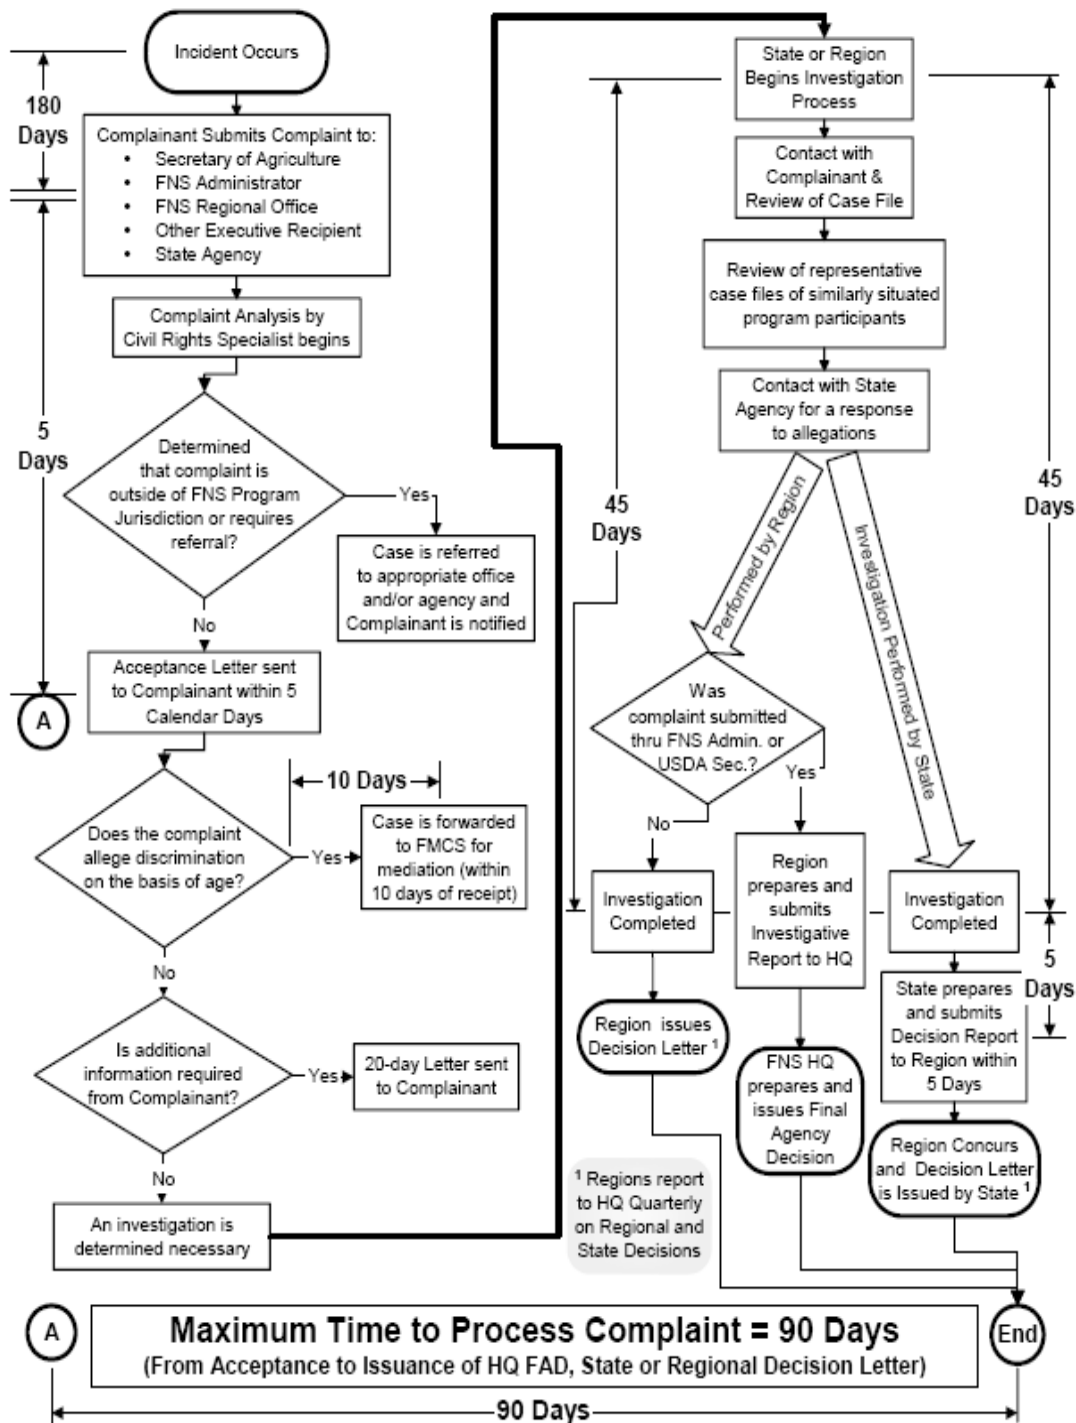 Incident Occurs
180
Days
Complainant Submits Complaint to:
• Secretary of Agriculture
• FNS Administrator
• FNS Regional Office
• Other Executive Recipient
• State Agency
Complaint Analysis by
Civil Rights Specialist begins
5
Days
Determined
that complaint is
outside of FNS Program
Jurisdiction or requires
referral?
Yes
Case is referred
to appropriate office
and/or agency and
Complainant is notified
No
Acceptance Letter sent
to Complainant within 5
Calendar Days
A
10 Days
Does the complaint
allege discrimination
on the basis of age?
Yes
Case is forwarded
to FMCS for
mediation (within
10 days of receipt)
No
Is additional
information required
from Complainant?
Yes
20-day Letter sent
to Complainant
No
An investigation is
determined necessary
State or Region
Begins Investigation
Process
Contact with
Complainant &
Review of Case File
Review of representative
case files of similarly situated
program participants
Contact with State
Agency for a response
to allegations
45
Days
45
Days
Performed by Region
Investigation Performed by State
Was
complaint submitted
thru FNS Admin. or
USDA Sec.?
Yes
No
Investigation
Completed
Region
prepares and
submits
Investigative
Report to HQ
Investigation
Completed
5
Days
Region issues
Decision Letter 1
FNS HQ
prepares and
issues Final
Agency
Decision
State prepares
and submits
Decision Report
to Region within
5 Days
Region Concurs
and Decision Letter
is Issued by State 1
1 Regions report
to HQ Quarterly
on Regional and
State Decisions
A
Maximum Time to Process Complaint = 90 Days
(From Acceptance to Issuance of HQ FAD, State or Regional Decision Letter)
End
90 Days